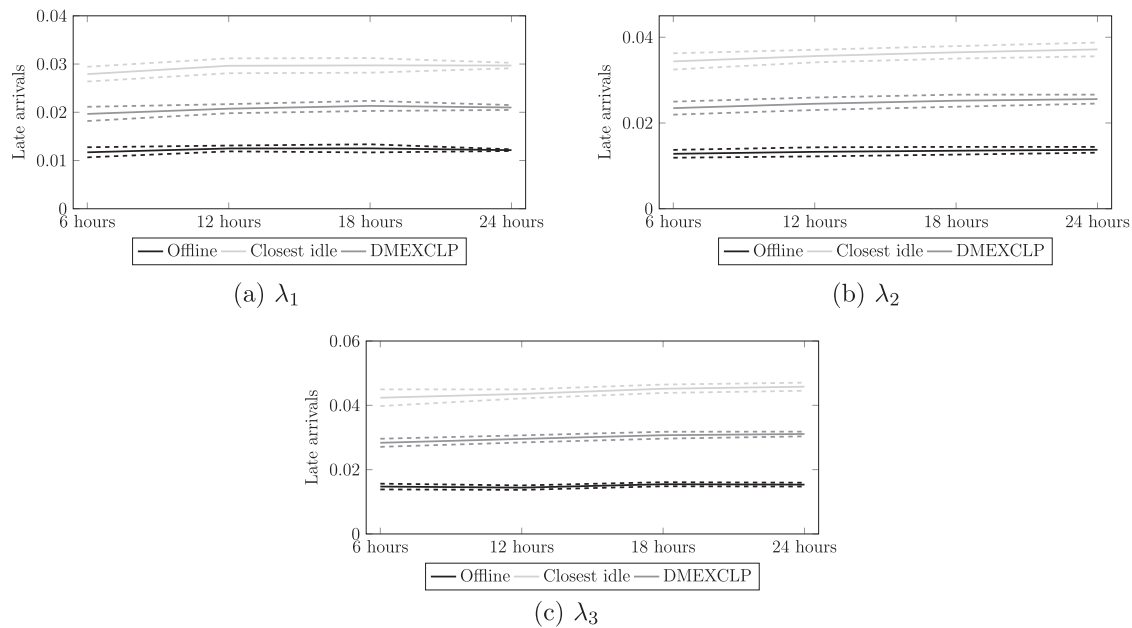 0.04
0.03
0.02
0.01
0
Late arrivals
6 hours 12 hours 18 hours 24 hours
Offline Closest idle DMEXCLP
(a) λ₁
0.04
0.02
0
Late arrivals
6 hours 12 hours 18 hours 24 hours
Offline Closest idle DMEXCLP
(b) λ₂
0.06
0.04
0.02
0
Late arrivals
6 hours 12 hours 18 hours 24 hours
Offline Closest idle DMEXCLP
(c) λ₃